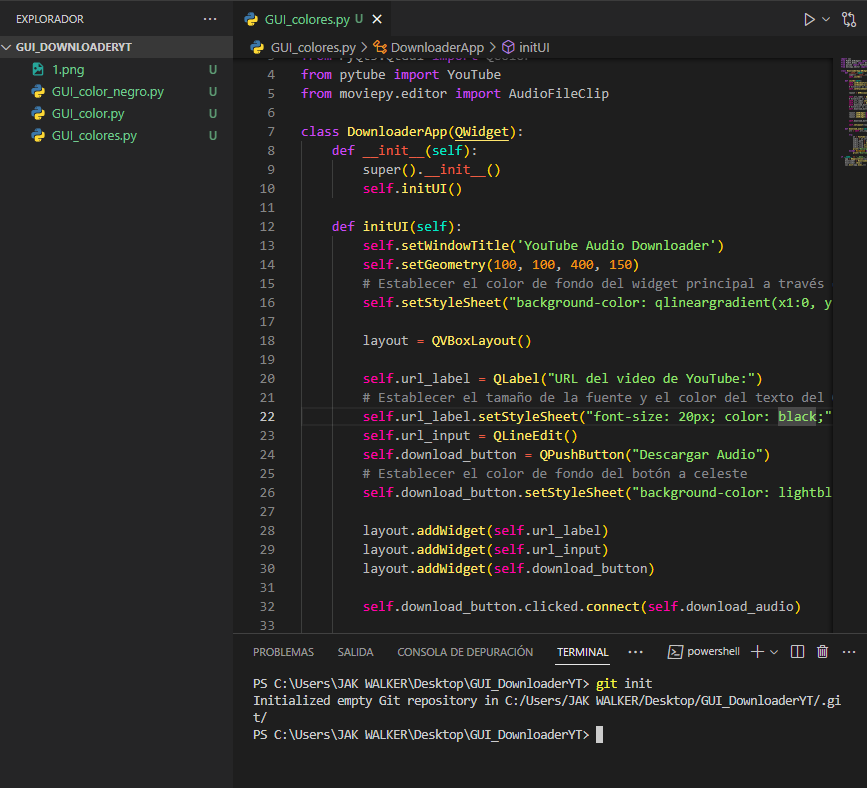 EXPLORADOR ···
GUI_DOWNLOADERYT
1.png U
GUI_color_negro.py U
GUI_color.py U
GUI_colores.py U
GUI_colores.py U
GUI_colores.py > DownloaderApp > initUI
4 from pytube import YouTube
5 from moviepy.editor import AudioFileClip
6
7 class DownloaderApp(QWidget):
8 def __init__(self):
9 super().__init__()
10 self.initUI()
11
12 def initUI(self):
13 self.setWindowTitle('YouTube Audio Downloader')
14 self.setGeometry(100, 100, 400, 150)
15 # Establecer el color de fondo del widget principal a través
16 self.setStyleSheet("background-color: qlineargradient(x1:0, y
17
18 layout = QVBoxLayout()
19
20 self.url_label = QLabel("URL del video de YouTube:")
21 # Establecer el tamaño de la fuente y el color del texto del
22 self.url_label.setStyleSheet("font-size: 20px; color: black;"
23 self.url_input = QLineEdit()
24 self.download_button = QPushButton("Descargar Audio")
25 # Establecer el color de fondo del botón a celeste
26 self.download_button.setStyleSheet("background-color: lightbl
27
28 layout.addWidget(self.url_label)
29 layout.addWidget(self.url_input)
30 layout.addWidget(self.download_button)
31
32 self.download_button.clicked.connect(self.download_audio)
33
PROBLEMAS SALIDA CONSOLA DE DEPURACIÓN TERMINAL ··· powershell ···
PS C:\Users\JAK WALKER\Desktop\GUI_DownloaderYT> git init
Initialized empty Git repository in C:/Users/JAK WALKER/Desktop/GUI_DownloaderYT/.gi
t/
PS C:\Users\JAK WALKER\Desktop\GUI_DownloaderYT>